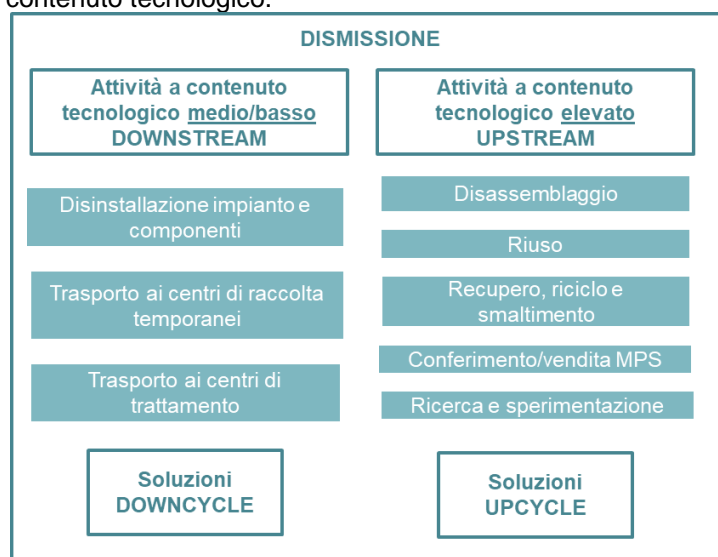 contenuto tecnologico.
DISMISSIONE
Attività a contenuto
tecnologico medio/basso
DOWNSTREAM
Disinstallazione impianto e
componenti
Trasporto ai centri di raccolta
temporanei
Trasporto ai centri di
trattamento
Soluzioni
DOWNCYCLE
Attività a contenuto
tecnologico elevato
UPSTREAM
Disassemblaggio
Riuso
Recupero, riciclo e
smaltimento
Conferimento/vendita MPS
Ricerca e sperimentazione
Soluzioni
UPCYCLE